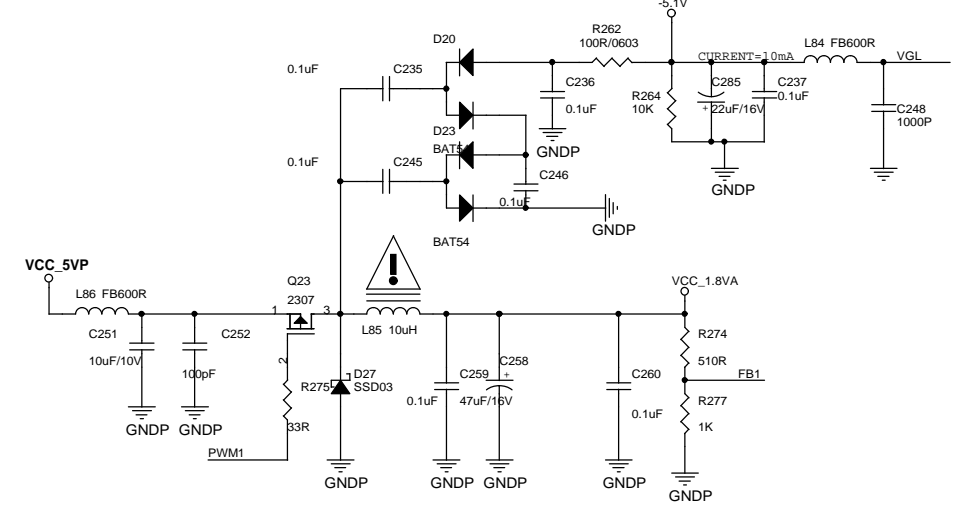 -5.1V
R262
100R/0603
D20
CURRENT=10mA
L84 FB600R
VGL
0.1uF
C235
C236
0.1uF
R264
10K
C285
+ 22uF/16V
C237
0.1uF
C248
1000P
D23
BAT54
GNDP
0.1uF
C245
C246
0.1uF
GNDP
GNDP
BAT54
VCC_5VP
L86 FB600R
Q23
2307
1
3
2
!
L85 10uH
VCC_1.8VA
C251
10uF/10V
C252
100pF
R275
33R
D27
SSD03
C259
0.1uF
C258
+
47uF/16V
C260
0.1uF
R274
510R
FB1
R277
1K
GNDP
GNDP
PWM1
GNDP
GNDP
GNDP
GNDP
GNDP